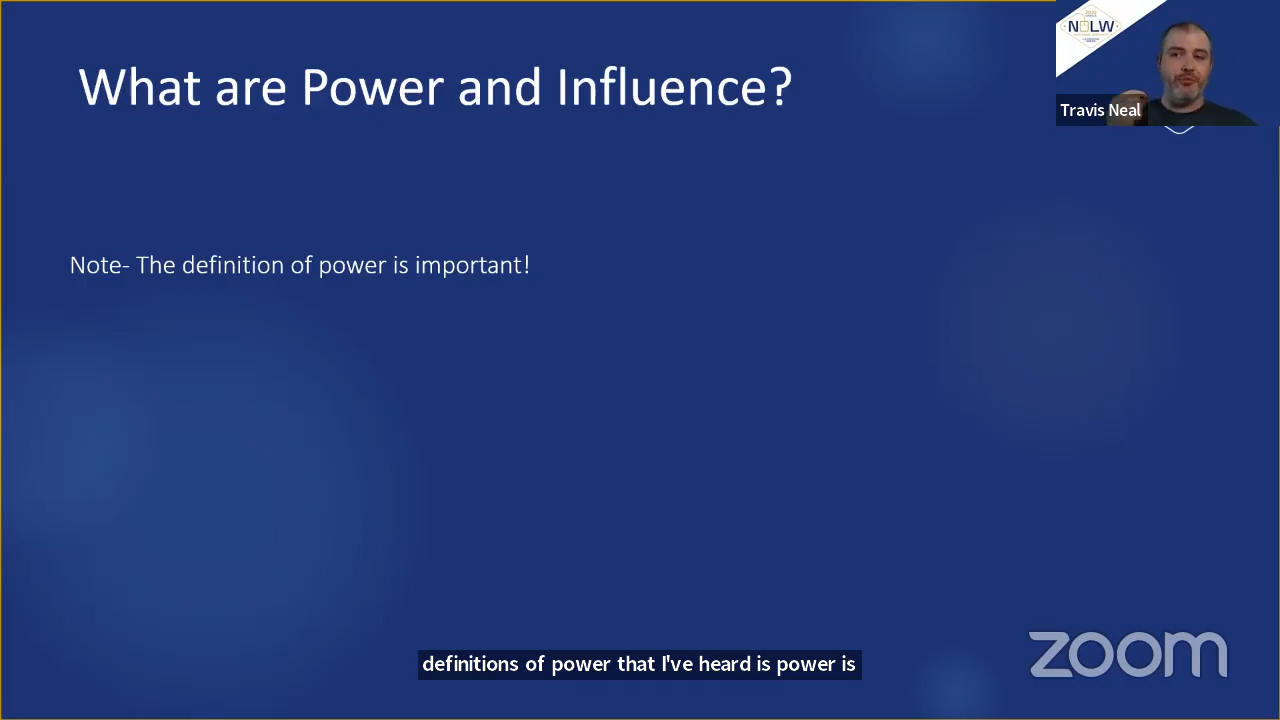 What are Power and Influence?
NLW
Travis Neal
Note- The definition of power is important!
definitions of power that I've heard is power is
zoom